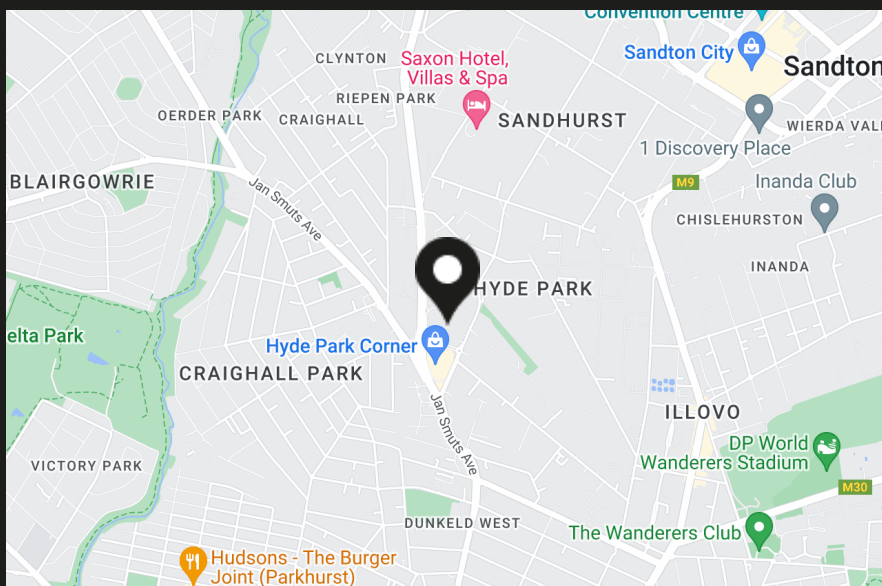 Convention Centre
Sandton City
Sandton
CLYNTON
Saxon Hotel,
Villas & Spa
RIEPEN PARK
OERDER PARK
CRAIGHALL
SANDHURST
WIERDA VAL
1 Discovery Place
BLAIRGOWRIE
M9
Inanda Club
Jan Smuts Ave
CHISLEHURSTON
INANDA
HYDE PARK
elta Park
Hyde Park Corner
CRAIGHALL PARK
Jan Smuts Ave
ILLOVO
DP World
Wanderers Stadium
VICTORY PARK
M30
DUNKELD WEST
The Wanderers Club
Hudsons - The Burger
Joint (Parkhurst)